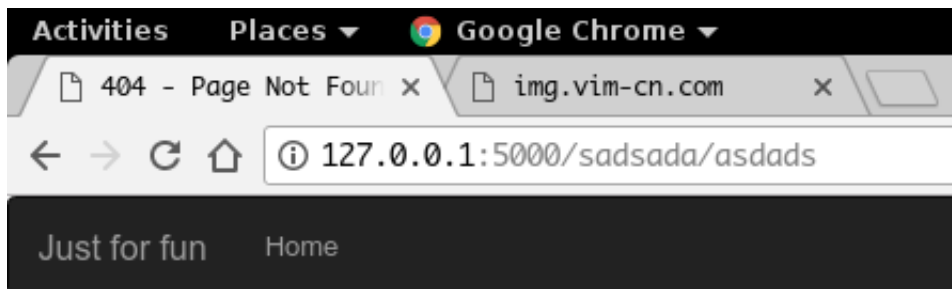 Activities Places Google Chrome
404 - Page Not Foun img.vim-cn.com
127.0.0.1:5000/sadsada/asdads
Just for fun Home